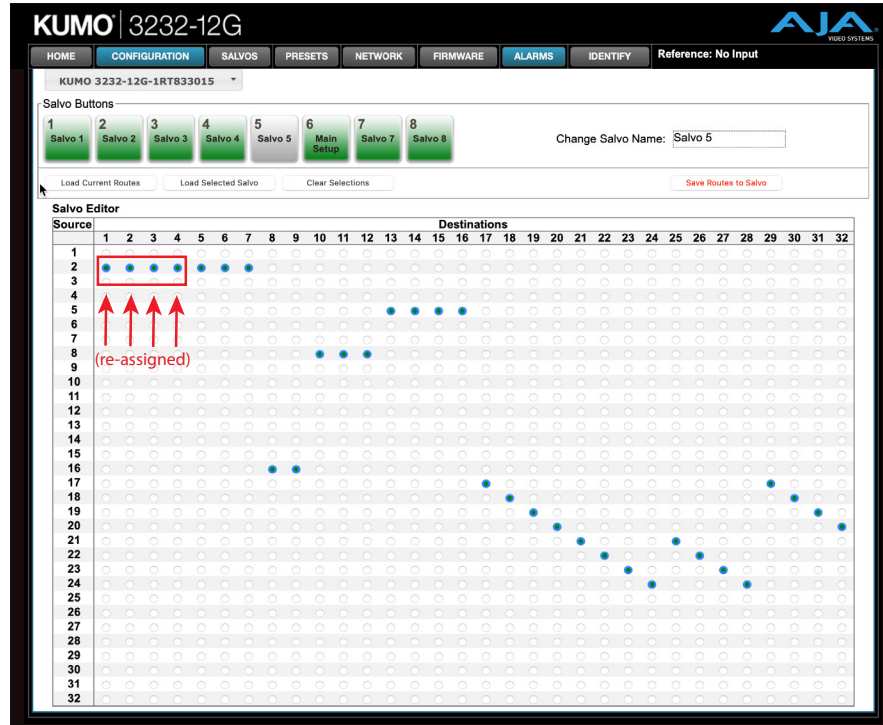 KUMO® 3232-12G
AJA
VIDEO SYSTEMS
HOME CONFIGURATION SALVOS PRESETS NETWORK FIRMWARE ALARMS IDENTIFY Reference: No Input
KUMO 3232-12G-1RT833015
Salvo Buttons
1 2 3 4 5 6 7 8
Salvo 1 Salvo 2 Salvo 3 Salvo 4 Salvo 5 Main Setup Salvo 7 Salvo 8
Change Salvo Name: Salvo 5
Load Current Routes Load Selected Salvo Clear Selections Save Routes to Salvo
Salvo Editor
Source Destinations
1 2 3 4 5 6 7 8 9 10 11 12 13 14 15 16 17 18 19 20 21 22 23 24 25 26 27 28 29 30 31 32
1
2
3
4
5
6
7
8
(re-assigned)
9
10
11
12
13
14
15
16
17
18
19
20
21
22
23
24
25
26
27
28
29
30
31
32